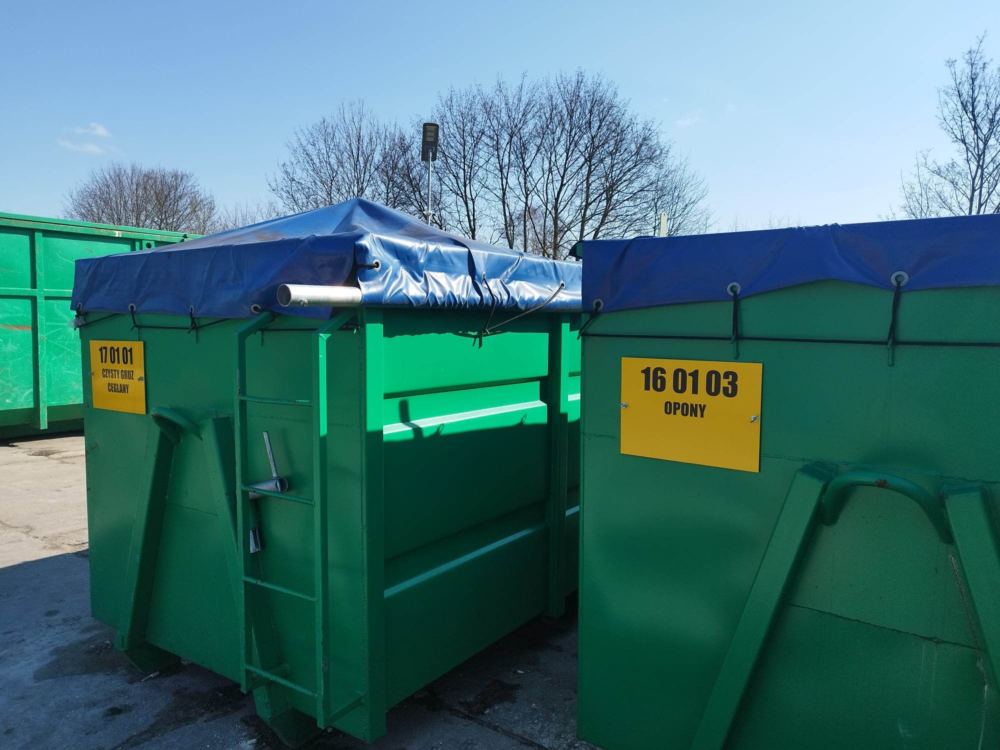 17 01 01
CZYSTY GRUZ
CEGLANY
16 01 03
OPONY